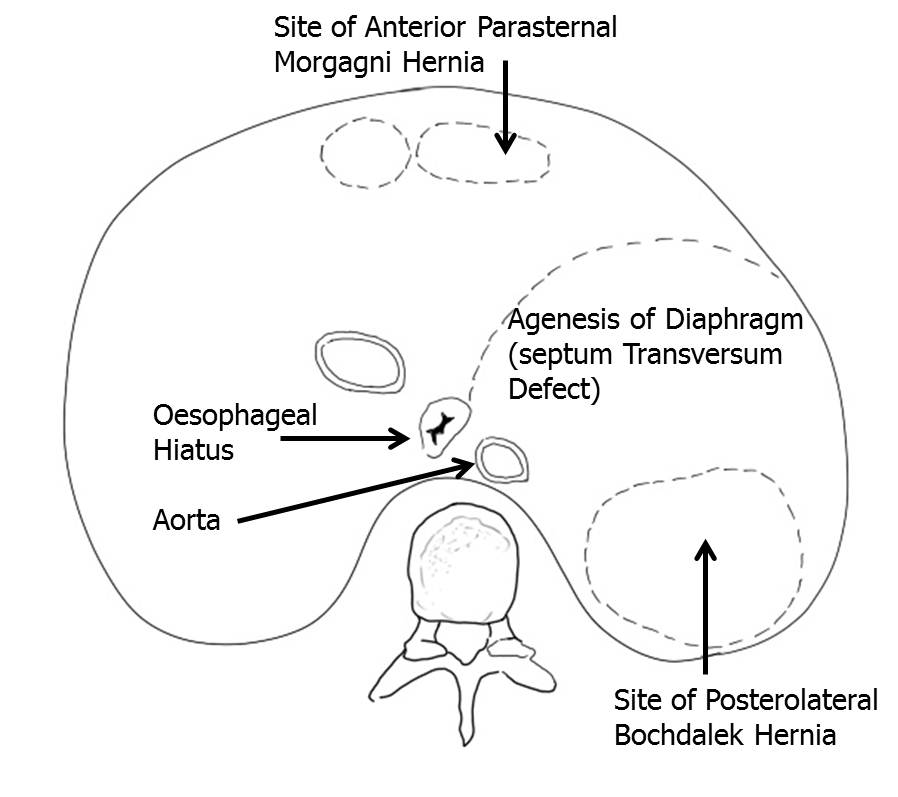 Site of Anterior Parasternal
Morgagni Hernia
Agenesis of Diaphragm
(septum Transversum
Defect)
Oesophageal
Hiatus
Aorta
Site of Posterolateral
Bochdalek Hernia